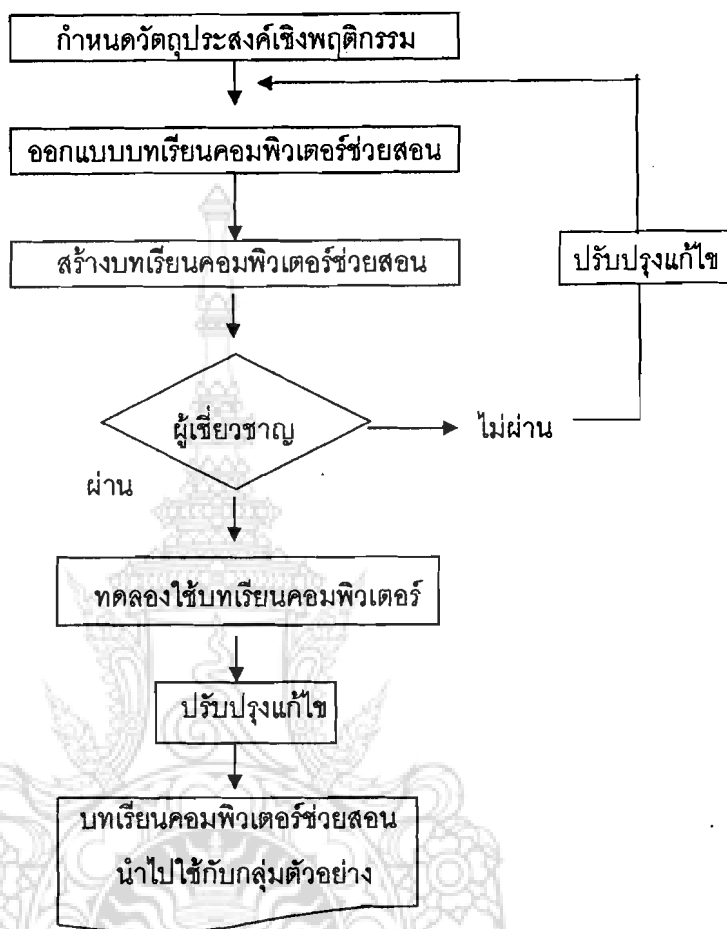 กำหนดวัตถุประสงค์เชิงพฤติกรรม
ออกแบบบทเรียนคอมพิวเตอร์ช่วยสอน
สร้างบทเรียนคอมพิวเตอร์ช่วยสอน
ปรับปรุงแก้ไข
ผู้เชี่ยวชาญ
ไม่ผ่าน
ผ่าน
ทดลองใช้บทเรียนคอมพิวเตอร์
ปรับปรุงแก้ไข
บทเรียนคอมพิวเตอร์ช่วยสอน
นำไปใช้กับกลุ่มตัวอย่าง